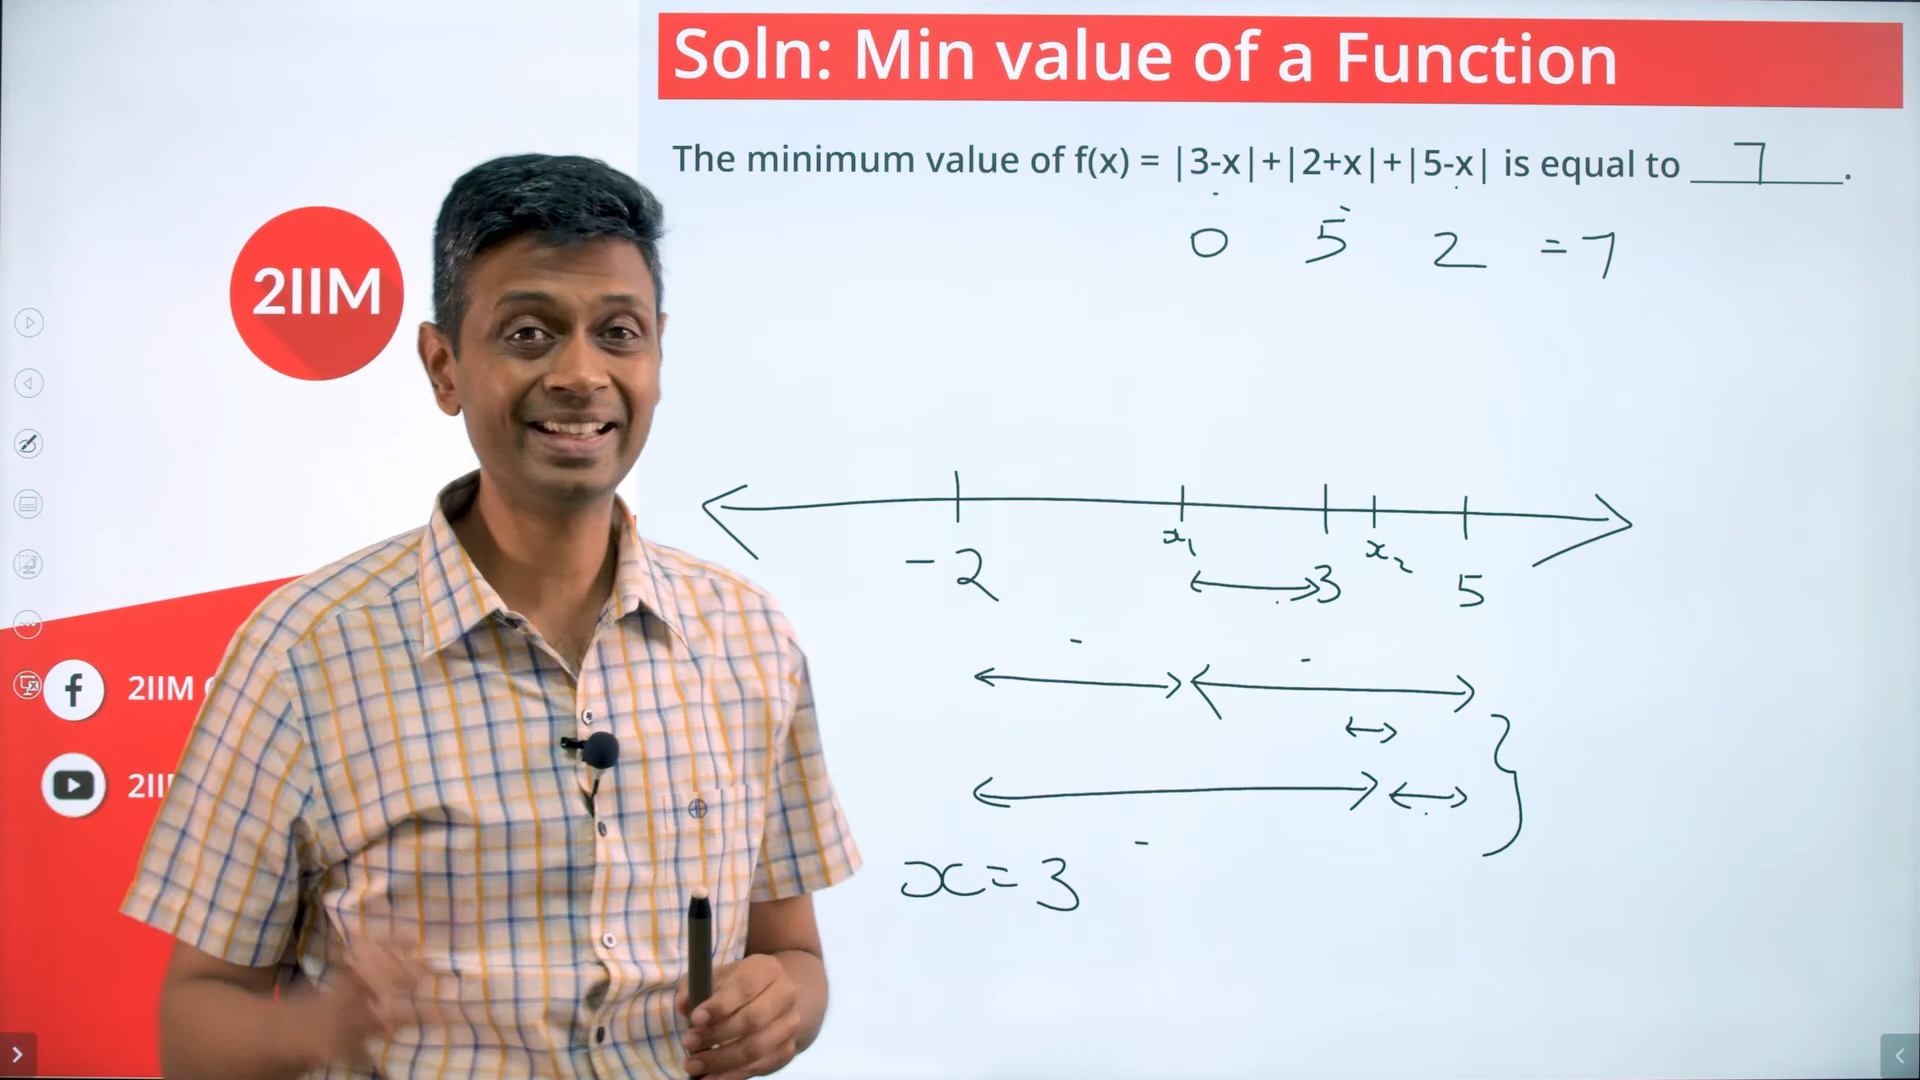 Soln: Min value of a Function
The minimum value of f(x) = |3-x|+|2+x|+|5-x| is equal to 7.
0 5 2 = 7
2IIM
-2 x₁ 3 x₂ 5
2IIM
x = 3